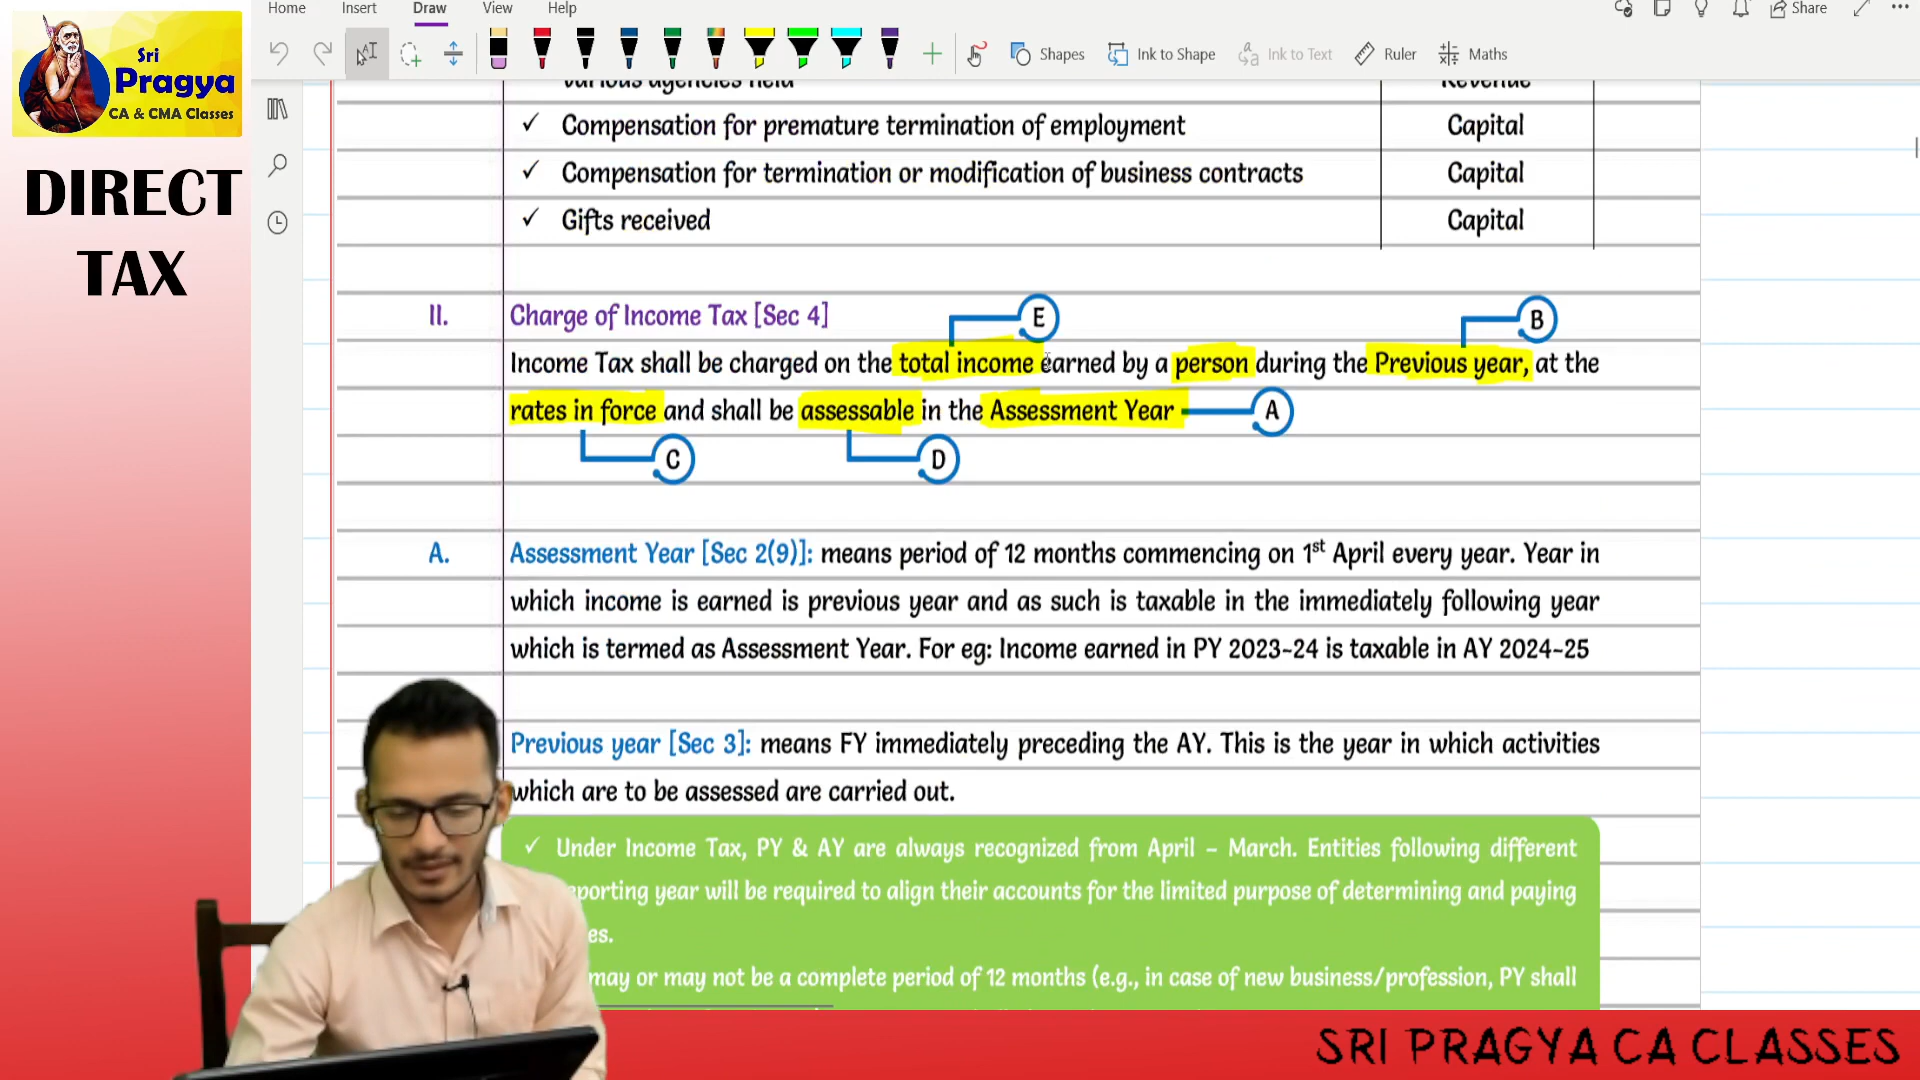 Home Insert Draw View Help
Share
Shapes Ink to Shape Ink to Text Ruler Maths
Sri
Pragya
CA & CMA Classes
DIRECT
TAX
various agencies held Revenue
✓ Compensation for premature termination of employment Capital
✓ Compensation for termination or modification of business contracts Capital
✓ Gifts received Capital
II. Charge of Income Tax [Sec 4]
E
B
Income Tax shall be charged on the total income earned by a person during the Previous year, at the
rates in force and shall be assessable in the Assessment Year A
C D
A. Assessment Year [Sec 2(9)]: means period of 12 months commencing on 1st April every year. Year in
which income is earned is previous year and as such is taxable in the immediately following year
which is termed as Assessment Year. For eg: Income earned in PY 2023-24 is taxable in AY 2024-25
Previous year [Sec 3]: means FY immediately preceding the AY. This is the year in which activities
which are to be assessed are carried out.
✓ Under Income Tax, PY & AY are always recognized from April – March. Entities following different
eporting year will be required to align their accounts for the limited purpose of determining and paying
es.
may or may not be a complete period of 12 months (e.g., in case of new business/profession, PY shall
SRI PRAGYA CA CLASSES